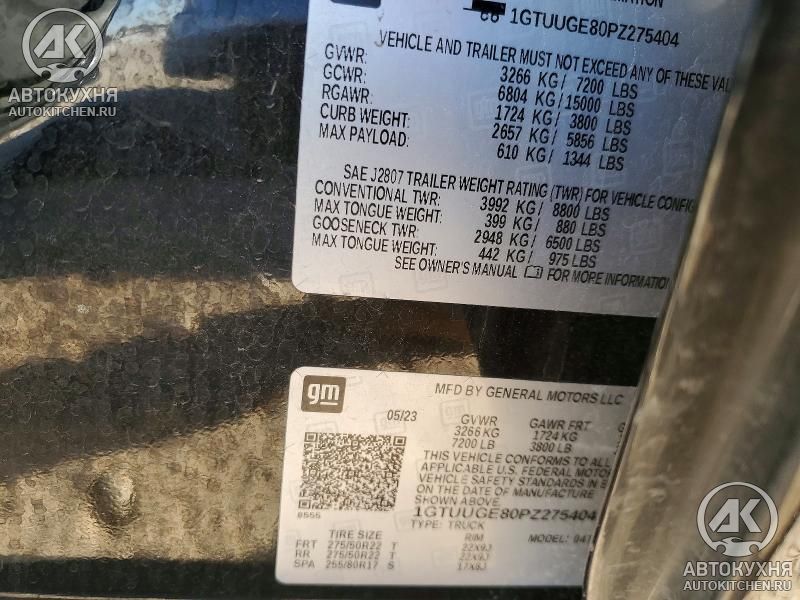 1GTUUGE80PZ275404
VEHICLE AND TRAILER MUST NOT EXCEED ANY OF THESE
GVWR: 3266 KG/ 7200 LBS
GCWR: 6804 KG/ 15000 LBS
RGAWR: 1724 KG/ 3800 LBS
CURB WEIGHT: 2657 KG/ 5856 LBS
MAX PAYLOAD: 610 KG/ 1344 LBS
SAE J2807 TRAILER WEIGHT RATING (TWR) FOR VEHICLE CONFIG
CONVENTIONAL TWR: 3992 KG/ 8800 LBS
MAX TONGUE WEIGHT: 399 KG/ 880 LBS
GOOSENECK TWR: 2948 KG/ 6500 LBS
MAX TONGUE WEIGHT: 442 KG/ 975 LBS
SEE OWNER'S MANUAL FOR MORE INFORMATION
gm
MFD BY GENERAL MOTORS LLC
05/23 GVWR GAWR FRT
3266 KG 1724 KG
7200 LB 3800 LB
THIS VEHICLE CONFORMS TO ALL
APPLICABLE U.S. FEDERAL MOTOR
VEHICLE SAFETY STANDARDS IN
ON THE DATE OF MANUFACTURE
SHOWN ABOVE.
1GTUUGE80PZ275404
TYPE: TRUCK MODEL:
8555
TIRE SIZE RIM
FRT 275/50R22 T 22X9J
RR 275/50R22 T 22X9J
SPA 255/80R17 S 17X8J
АК
АВТОКУХНЯ
AUTOKITCHEN.RU
АК
АВТОКУХНЯ
AUTOKITCHEN.RU